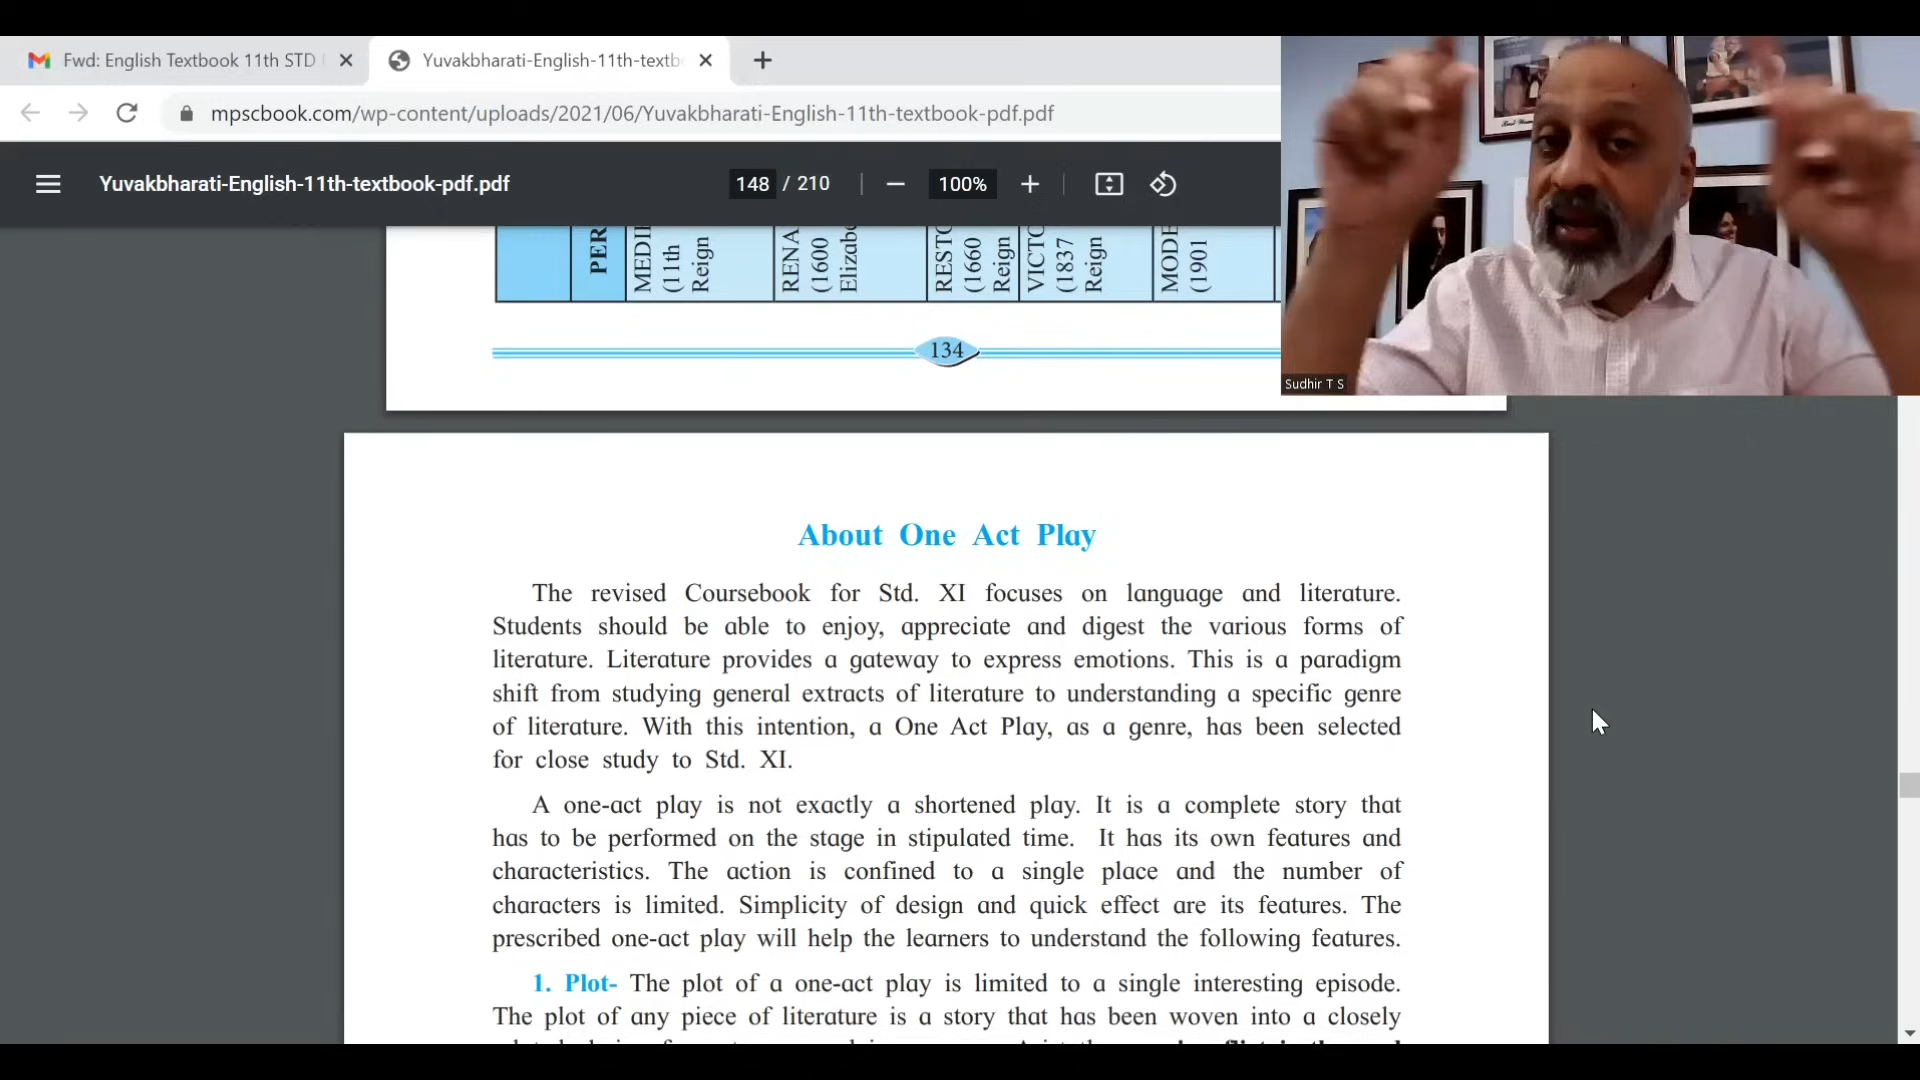 Fwd: English Textbook 11th STD
Yuvakbharati-English-11th-textb
mpscbook.com/wp-content/uploads/2021/06/Yuvakbharati-English-11th-textbook-pdf.pdf
Yuvakbharati-English-11th-textbook-pdf.pdf
148 / 210
100%
PER
MEDI
(11th
Reign
RENA
(1600
Elizab
REST
(1660
Reign
VICTO
(1837
Reign
MODE
(1901
134
Sudhir T S
About One Act Play
The revised Coursebook for Std. XI focuses on language and literature.
Students should be able to enjoy, appreciate and digest the various forms of
literature. Literature provides a gateway to express emotions. This is a paradigm
shift from studying general extracts of literature to understanding a specific genre
of literature. With this intention, a One Act Play, as a genre, has been selected
for close study to Std. XI.
A one-act play is not exactly a shortened play. It is a complete story that
has to be performed on the stage in stipulated time. It has its own features and
characteristics. The action is confined to a single place and the number of
characters is limited. Simplicity of design and quick effect are its features. The
prescribed one-act play will help the learners to understand the following features.
1. Plot- The plot of a one-act play is limited to a single interesting episode.
The plot of any piece of literature is a story that has been woven into a closely